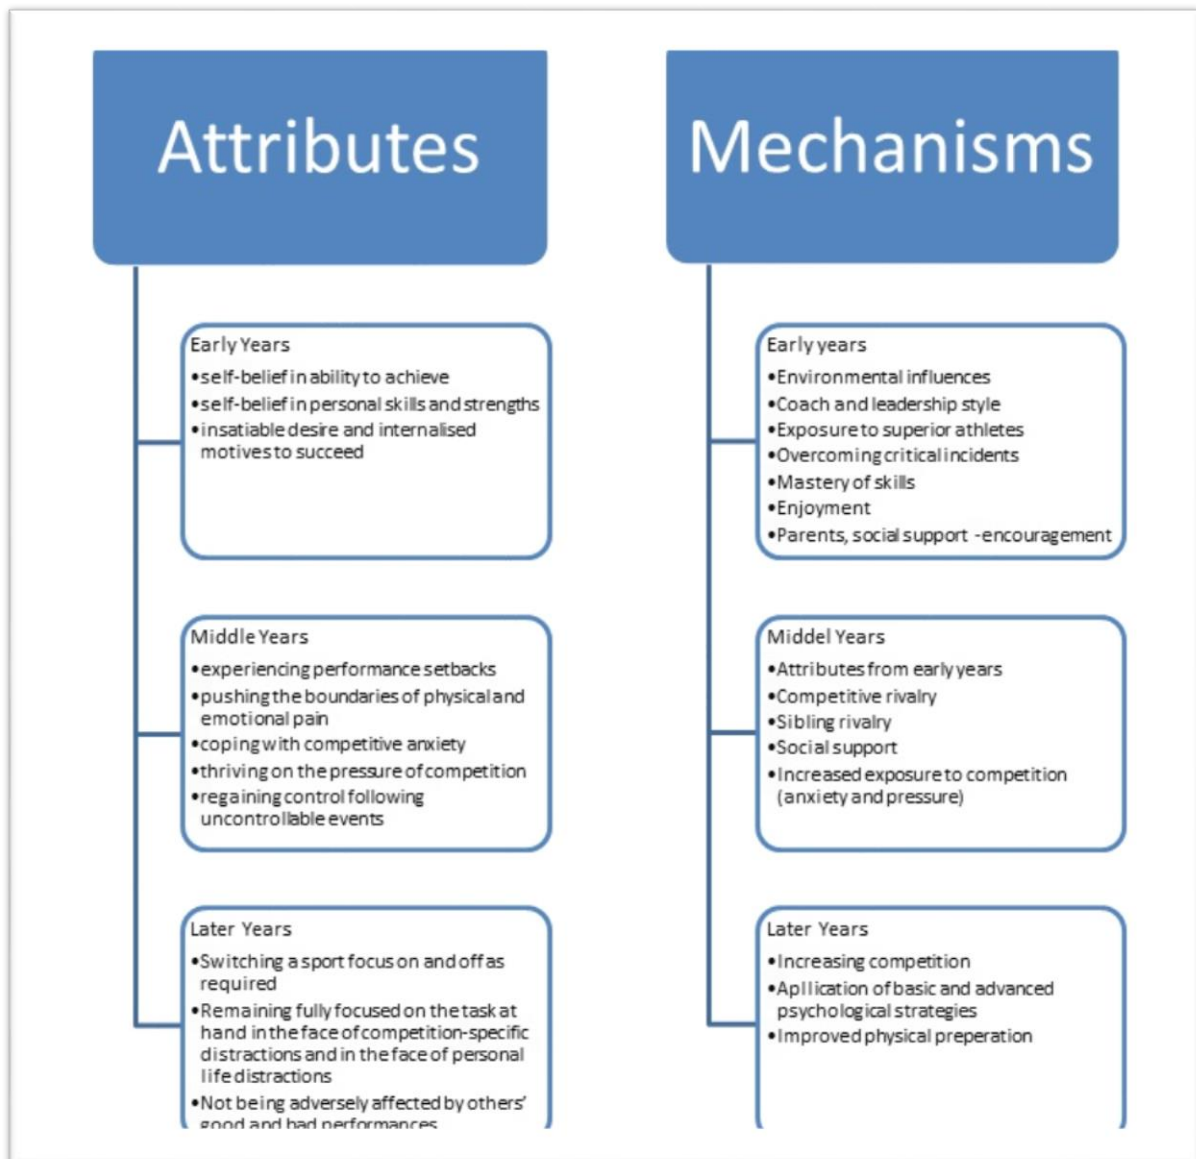 Attributes
Early Years
•self-belief in ability to achieve
•self-belief in personal skills and strengths
•insatiable desire and internalised
motives to succeed
Middle Years
•experiencing performance setbacks
•pushing the boundaries of physical and
emotional pain
•coping with competitive anxiety
•thriving on the pressure of competition
•regaining control following
uncontrollable events
Later Years
•Switching a sport focus on and off as
required
•Remaining fully focused on the task at
hand in the face of competition-specific
distractions and in the face of personal
life distractions
•Not being adversely affected by others'
good and bad performances
Mechanisms
Early years
•Environmental influences
•Coach and leadership style
•Exposure to superior athletes
•Overcoming critical incidents
•Mastery of skills
•Enjoyment
•Parents, social support -encouragement
Middel Years
•Attributes from early years
•Competitive rivalry
•Sibling rivalry
•Social support
•Increased exposure to competition
(anxiety and pressure)
Later Years
•Increasing competition
•Apllication of basic and advanced
psychological strategies
•Improved physical preperation